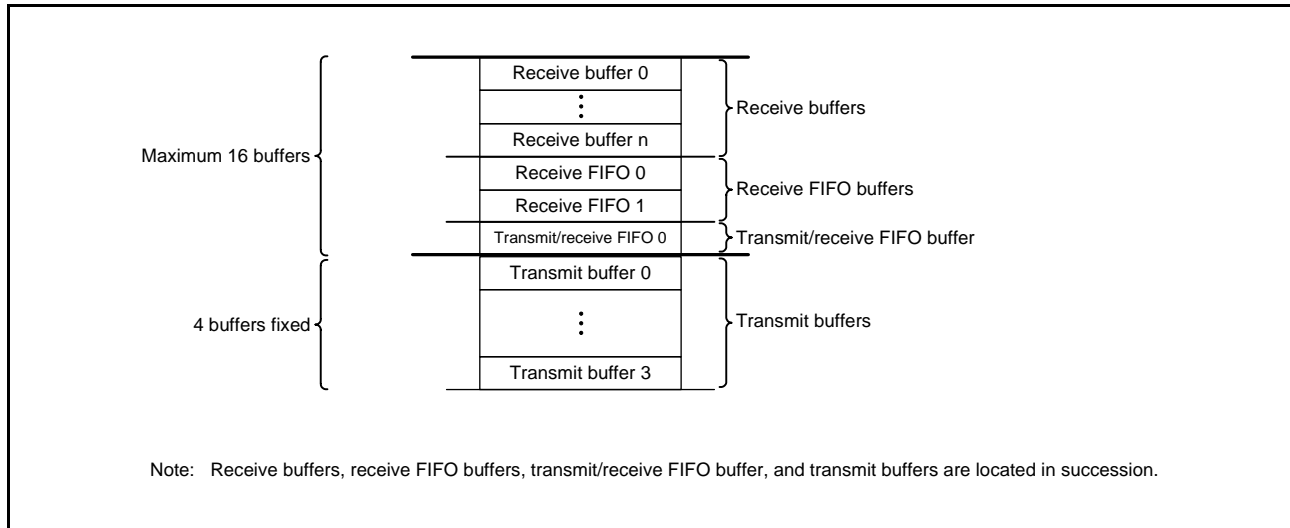 Receive buffer 0
Receive buffers
Receive buffer n
Maximum 16 buffers
Receive FIFO 0
Receive FIFO buffers
Receive FIFO 1
Transmit/receive FIFO 0
Transmit/receive FIFO buffer
Transmit buffer 0
4 buffers fixed
Transmit buffers
Transmit buffer 3
Note: Receive buffers, receive FIFO buffers, transmit/receive FIFO buffer, and transmit buffers are located in succession.